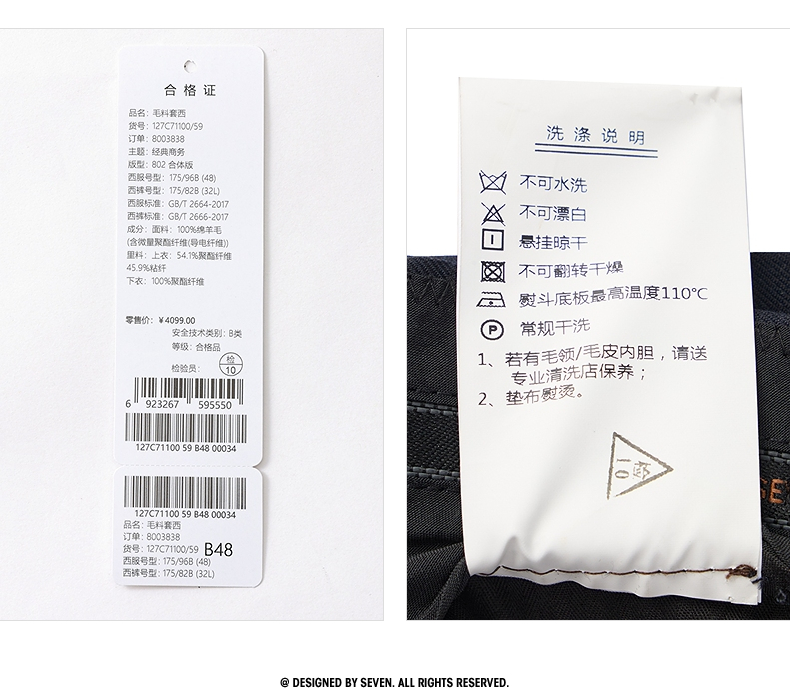 合格证
品名：毛料套西
货号：127C71100/59
订单：8003838
主题：经典商务
版型：802 合体版
西服号型：175/96B (48)
西裤号型：175/82B (32L)
西服标准：GB/T 2664-2017
西裤标准：GB/T 2666-2017
成分：面料：100%绵羊毛
(含微量聚酯纤维(导电纤维))
里料：上衣：54.1%聚酯纤维
45.9%粘纤
下衣：100%聚酯纤维
零售价：￥4099.00
安全技术类别：B类
等级：合格品
检验员：
检
10
6 923267 595550
127C71100 59 B48 00034
127C71100 59 B48 00034
品名：毛料套西
订单：8003838
货号：127C71100/59 B48
西服号型：175/96B (48)
西裤号型：175/82B (32L)
洗涤说明
不可水洗
不可漂白
悬挂晾干
不可翻转干燥
熨斗底板最高温度110℃
P 常规干洗
1、若有毛领/毛皮内胆，请送
专业清洗店保养；
2、垫布熨烫。
10
GE
@ DESIGNED BY SEVEN. ALL RIGHTS RESERVED.